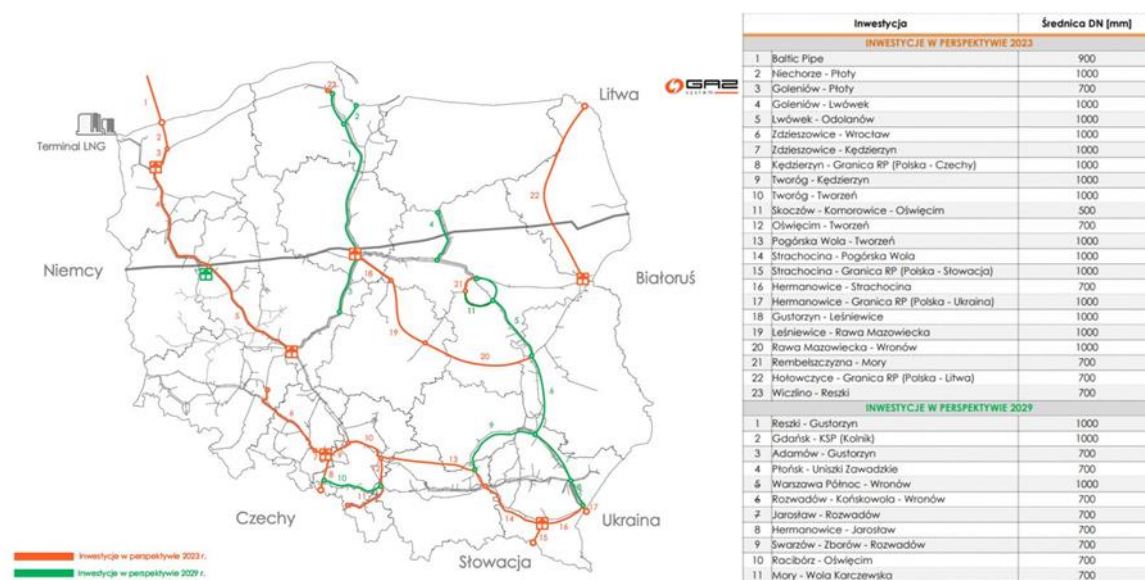 GAZ
system
Litwa
Terminal LNG
Niemcy
Białoruś
Czechy
Ukraina
Słowacja
Inwestycje w perspektywie 2023 r.
Inwestycje w perspektywie 2029 r.
Inwestycja Średnica DN [mm]
INWESTYCJE W PERSPEKTYWIE 2023
1 Baltic Pipe 900
2 Niechorze - Płoty 1000
3 Goleniów - Płoty 700
4 Goleniów - Lwówek 1000
5 Lwówek - Odolanów 1000
6 Zdzieszowice - Wrocław 1000
7 Zdzieszowice - Kędzierzyn 1000
8 Kędzierzyn - Granica RP (Polska - Czechy) 1000
9 Tworóg - Kędzierzyn 1000
10 Tworóg - Tworzeń 1000
11 Skoczów - Komorowice - Oświęcim 500
12 Oświęcim - Tworzeń 700
13 Pogórska Wola - Tworzeń 1000
14 Strachocina - Pogórska Wola 1000
15 Strachocina - Granica RP (Polska - Słowacja) 1000
16 Hermanowice - Strachocina 700
17 Hermanowice - Granica RP (Polska - Ukraina) 1000
18 Gustorzyn - Leśniewice 1000
19 Leśniewice - Rawa Mazowiecka 1000
20 Rawa Mazowiecka - Wronów 1000
21 Rembelszczyzna - Mory 700
22 Hołowczyce - Granica RP (Polska - Litwa) 700
23 Wiczlino - Reszki 700
INWESTYCJE W PERSPEKTYWIE 2029
1 Reszki - Gustorzyn 1000
2 Gdańsk - KSP (Kolnik) 1000
3 Adamów - Gustorzyn 700
4 Płońsk - Uniszki Zawadzkie 700
5 Warszawa Północ - Wronów 1000
6 Rozwadów - Końskowola - Wronów 700
7 Jarosław - Rozwadów 700
8 Hermanowice - Jarosław 700
9 Swarzów - Zborów - Rozwadów 700
10 Racibórz - Oświęcim 700
11 Mory - Wola Karczewska 700